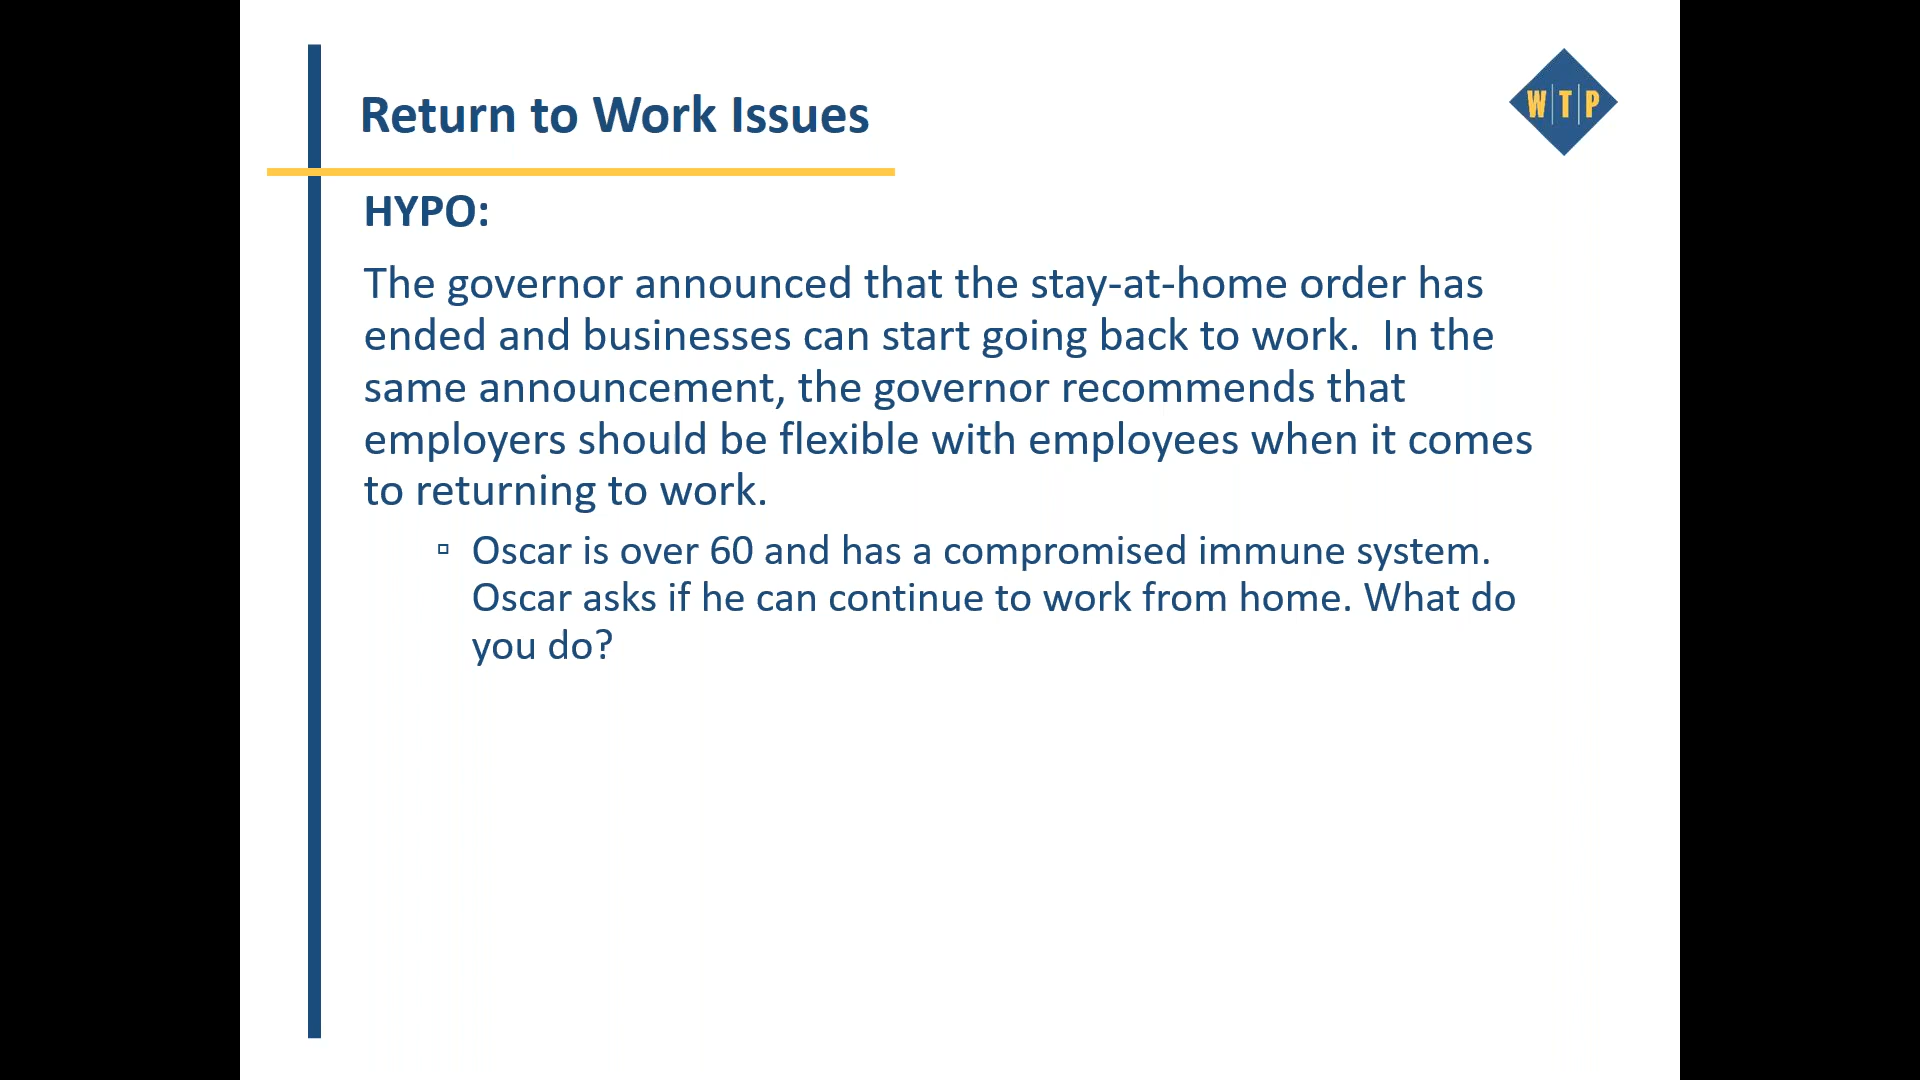 Return to Work Issues
W|T|P
HYPO:
The governor announced that the stay-at-home order has
ended and businesses can start going back to work.  In the
same announcement, the governor recommends that
employers should be flexible with employees when it comes
to returning to work.
▫ Oscar is over 60 and has a compromised immune system.
Oscar asks if he can continue to work from home. What do
you do?